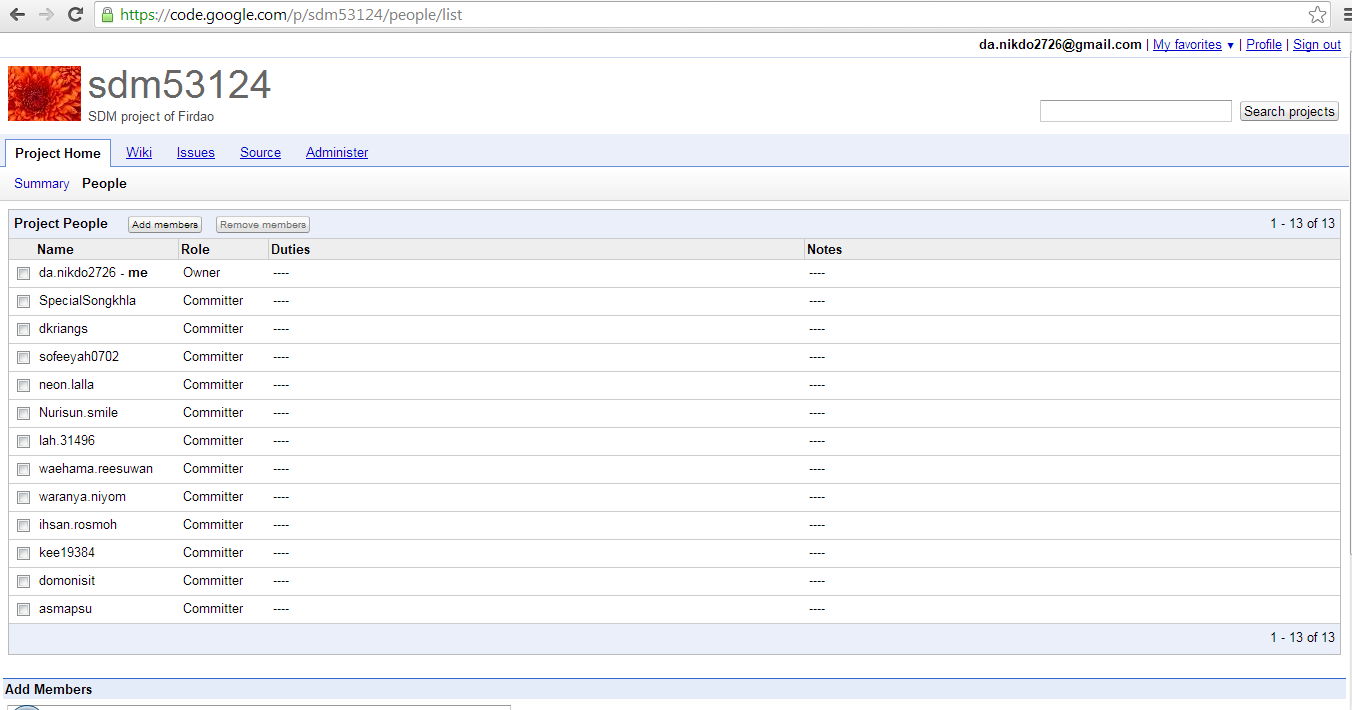 https://code.google.com/p/sdm53124/people/list
da.nikdo2726@gmail.com | My favorites ▼ | Profile | Sign out
sdm53124
SDM project of Firdao
Search projects
Project Home Wiki Issues Source Administer
Summary People
Project People Add members Remove members 1 - 13 of 13
Name Role Duties Notes
da.nikdo2726 - me Owner ---- ----
SpecialSongkhla Committer ---- ----
dkriangs Committer ---- ----
sofeeyah0702 Committer ---- ----
neon.lalla Committer ---- ----
Nurisun.smile Committer ---- ----
lah.31496 Committer ---- ----
waehama.reesuwan Committer ---- ----
waranya.niyom Committer ---- ----
ihsan.rosmoh Committer ---- ----
kee19384 Committer ---- ----
domonisit Committer ---- ----
asmapsu Committer ---- ----
1 - 13 of 13
Add Members